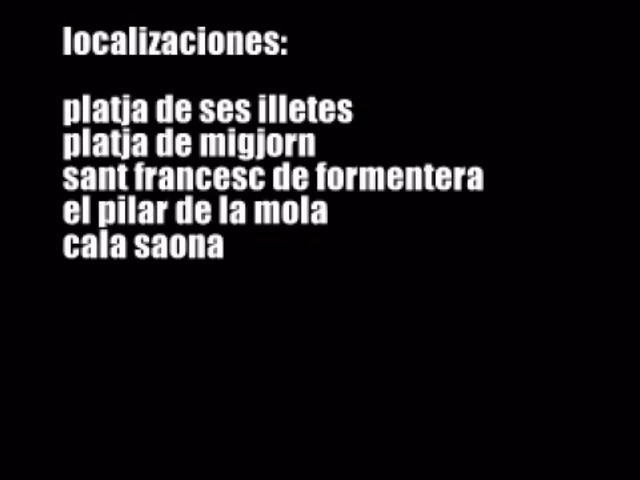 localizaciones:
platja de ses illetes
platja de migjorn
sant francesc de formentera
el pilar de la mola
cala saona